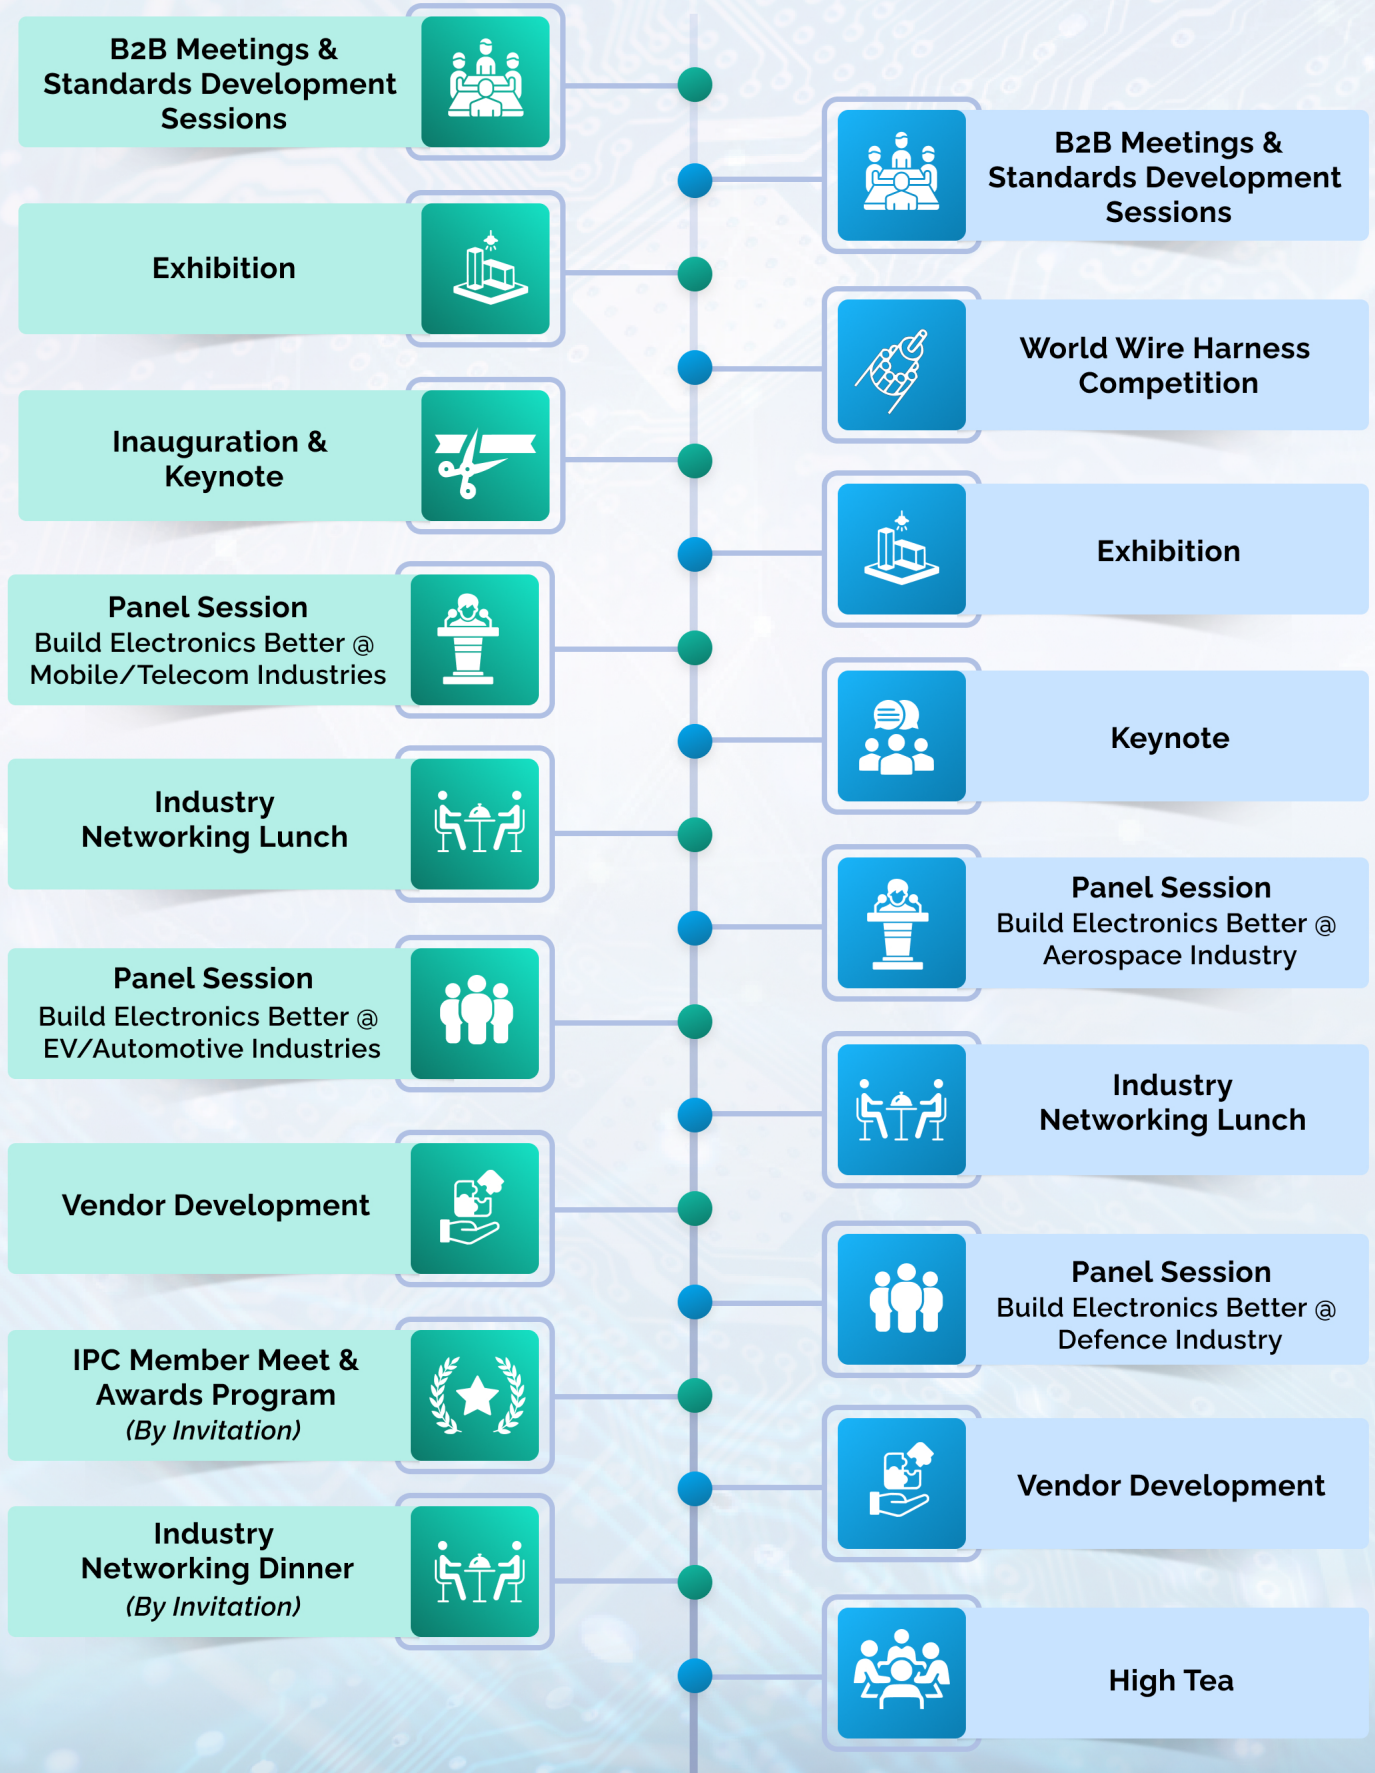 B2B Meetings &
Standards Development
Sessions
Exhibition
Inauguration &
Keynote
Panel Session
Build Electronics Better @
Mobile/Telecom Industries
Industry
Networking Lunch
Panel Session
Build Electronics Better @
EV/Automotive Industries
Vendor Development
IPC Member Meet &
Awards Program
(By Invitation)
Industry
Networking Dinner
(By Invitation)
B2B Meetings &
Standards Development
Sessions
World Wire Harness
Competition
Exhibition
Keynote
Panel Session
Build Electronics Better @
Aerospace Industry
Industry
Networking Lunch
Panel Session
Build Electronics Better @
Defence Industry
Vendor Development
High Tea